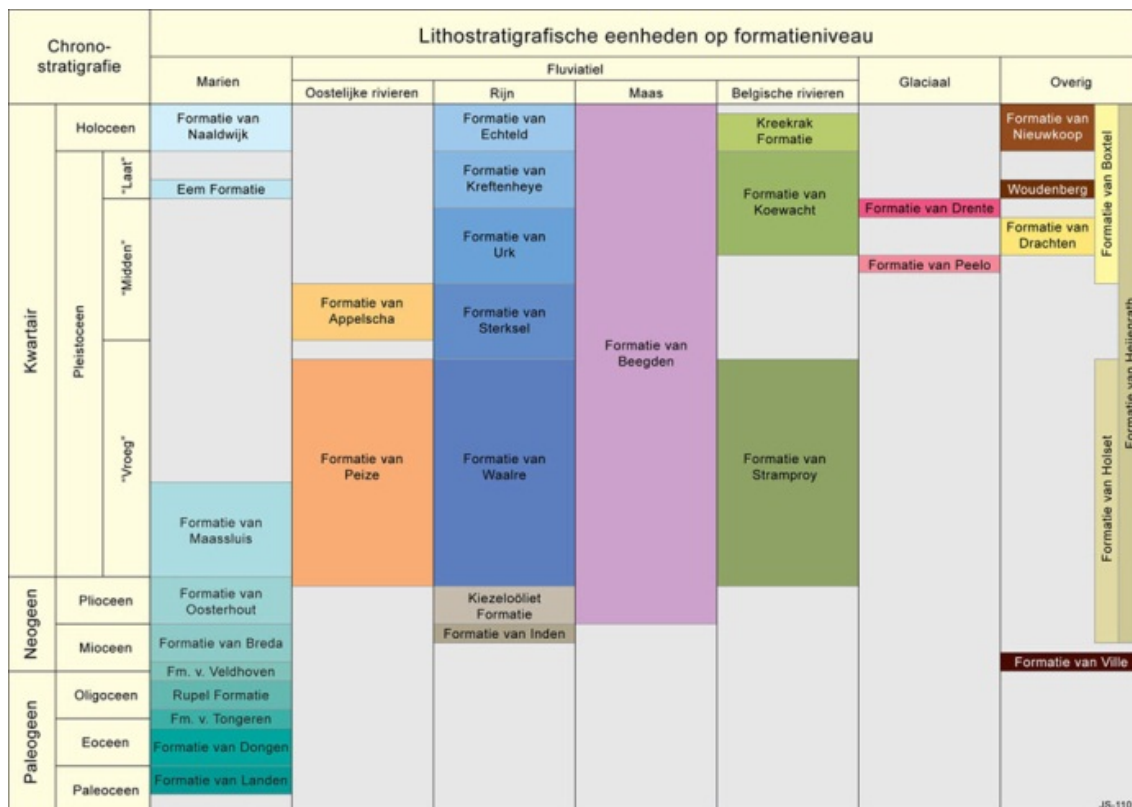 Chrono-
stratigrafie
Lithostratigrafische eenheden op formatieniveau
Marien
Fluviatiel
Glaciaal
Overig
Oostelijke rivieren
Rijn
Maas
Belgische rivieren
Kwartair
Holoceen
Pleistoceen
"Laat"
"Midden"
"Vroeg"
Neogeen
Plioceen
Mioceen
Paleogeen
Oligoceen
Eoceen
Paleoceen
Formatie van
Naaldwijk
Eem Formatie
Formatie van
Maassluis
Formatie van
Oosterhout
Formatie van Breda
Fm. v. Veldhoven
Rupel Formatie
Fm. v. Tongeren
Formatie van Dongen
Formatie van Landen
Formatie van
Appelscha
Formatie van
Peize
Formatie van
Echteld
Formatie van
Kreftenheye
Formatie van
Urk
Formatie van
Sterksel
Formatie van
Waalre
Kiezeloöliet
Formatie
Formatie van Inden
Formatie van
Beegden
Kreekrak
Formatie
Formatie van
Koewacht
Formatie van
Stramproy
Formatie van Drente
Formatie van Peelo
Formatie van
Nieuwkoop
Woudenberg
Formatie van
Drachten
Formatie van Boxtel
Formatie van Holset
Formatie van Heijenrath
Formatie van Ville